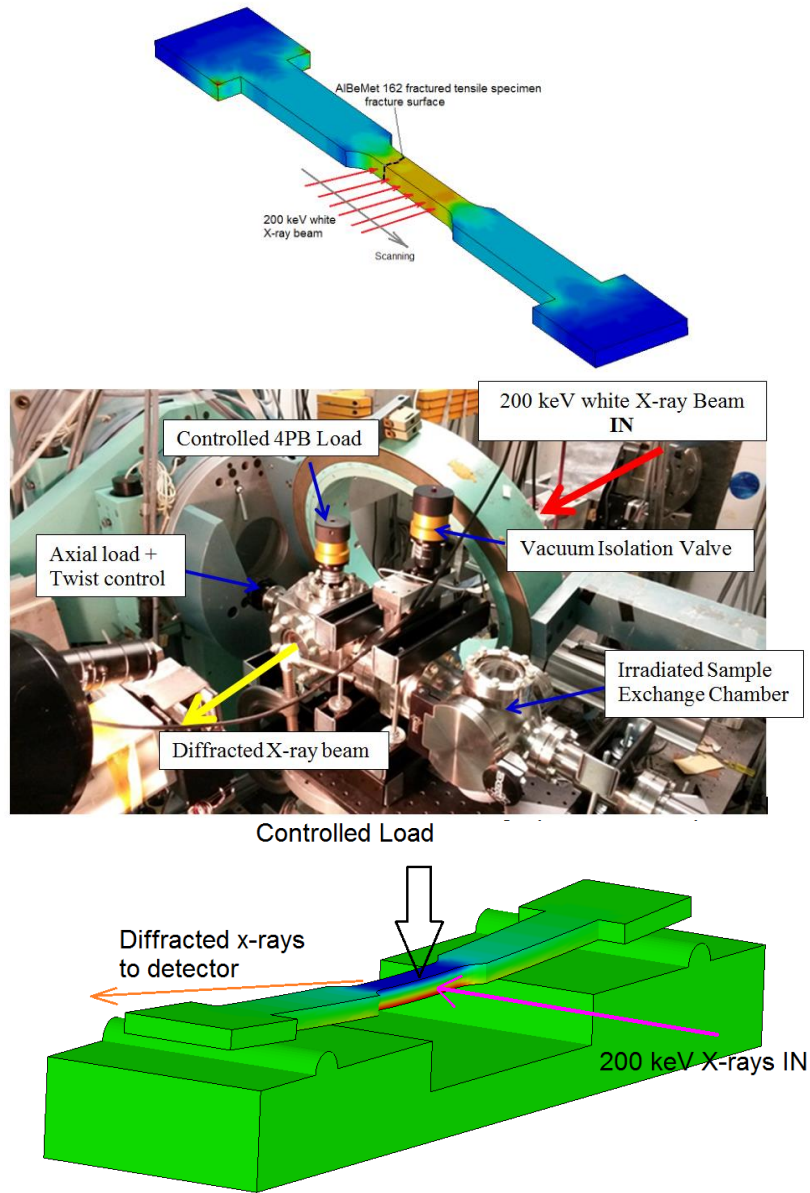 AlBeMet 162 fractured tensile specimen
fracture surface
200 keV white
X-ray beam
Scanning
200 keV white X-ray Beam
IN
Controlled 4PB Load
Vacuum Isolation Valve
Axial load +
Twist control
Irradiated Sample
Exchange Chamber
Diffracted X-ray beam
Controlled Load
Diffracted x-rays
to detector
200 keV X-rays IN